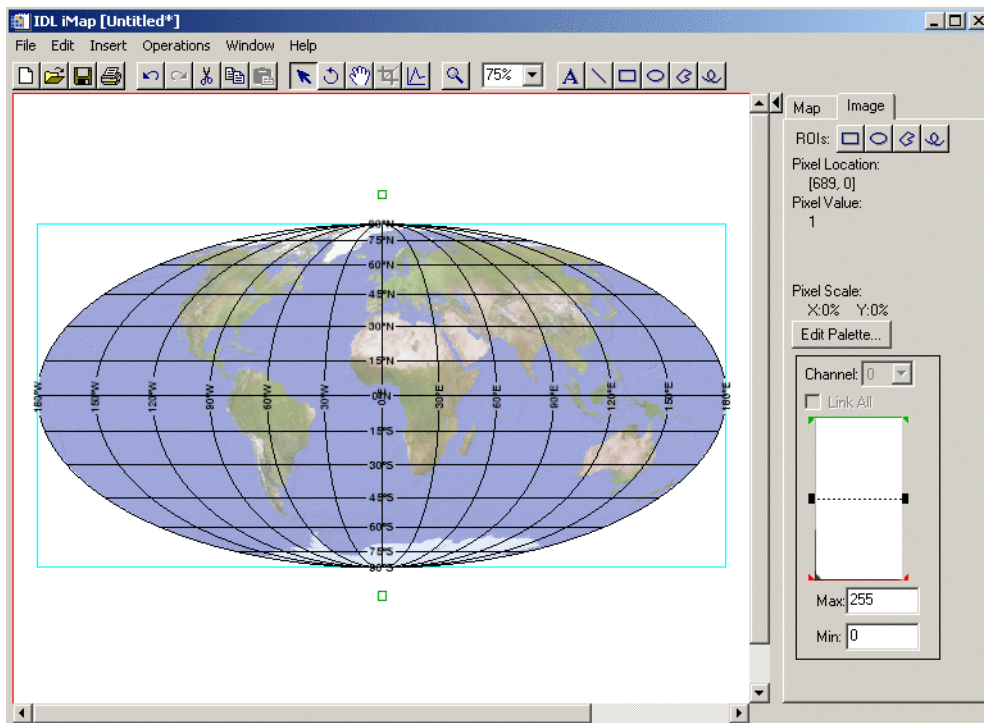 IDL iMap [Untitled*]
File Edit Insert Operations Window Help
75% A
Map Image
ROIs:
Pixel Location:
[689, 0]
Pixel Value:
1
Pixel Scale:
X:0% Y:0%
Edit Palette...
Channel: 0
Link All
Max: 255
Min: 0
90°N
75°N
60°N
45°N
30°N
15°N
180°W 150°W 120°W 90°W 60°W 30°W 0°N 30°E 60°E 90°E 120°E 150°E 180°E
15°S
30°S
45°S
60°S
75°S
90°S